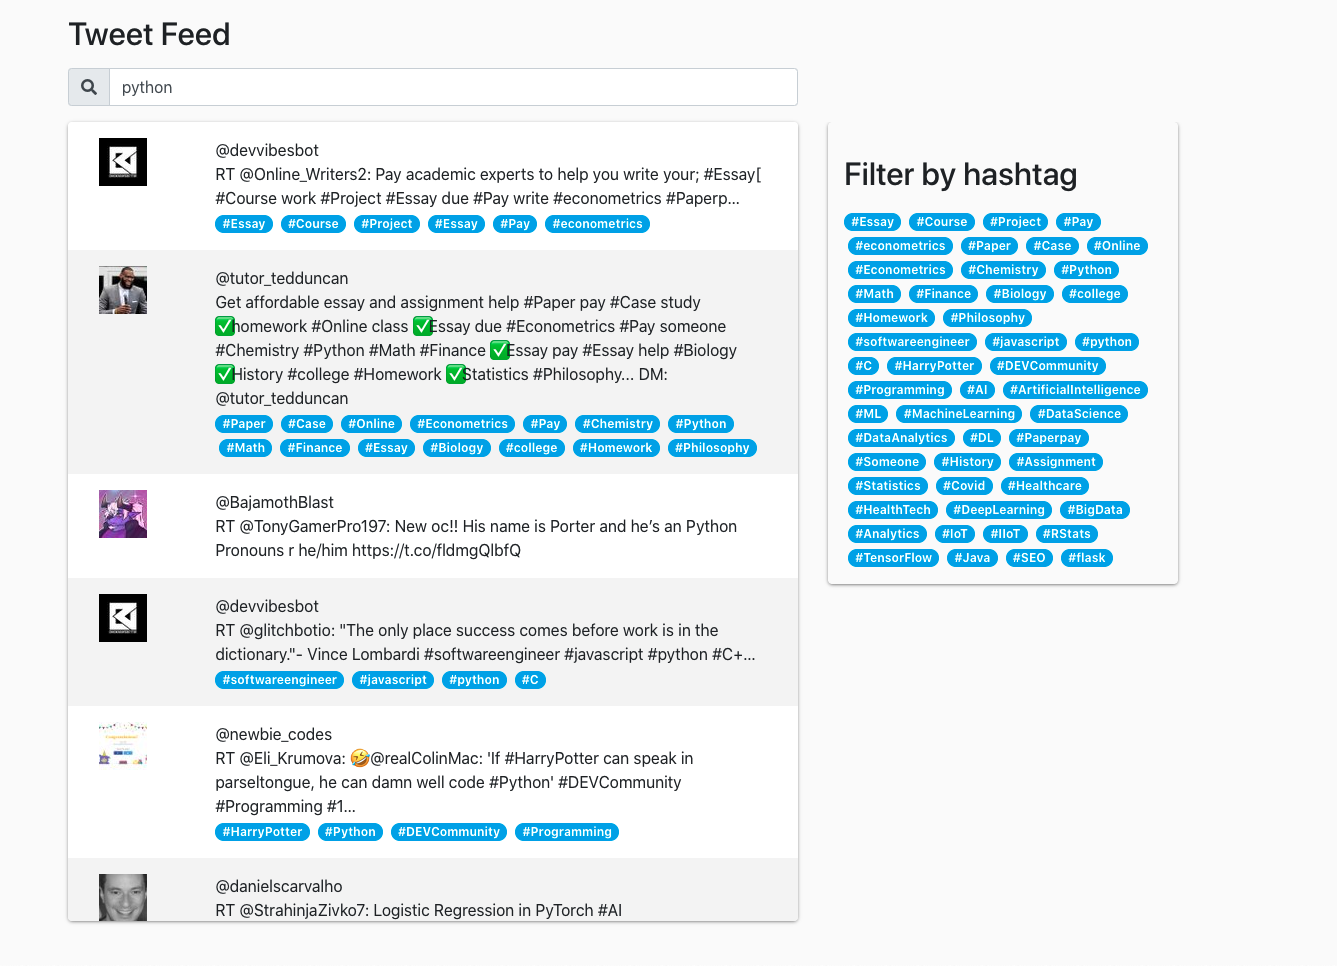 Tweet Feed
python
@devvibesbot
RT @Online_Writers2: Pay academic experts to help you write your; #Essay[
#Course work #Project #Essay due #Pay write #econometrics #Paperp...
#Essay #Course #Project #Essay #Pay #econometrics
@tutor_tedduncan
Get affordable essay and assignment help #Paper pay #Case study
✅homework #Online class ✅Essay due #Econometrics #Pay someone
#Chemistry #Python #Math #Finance ✅Essay pay #Essay help #Biology
✅History #college #Homework ✅Statistics #Philosophy... DM:
@tutor_tedduncan
#Paper #Case #Online #Econometrics #Pay #Chemistry #Python
#Math #Finance #Essay #Biology #college #Homework #Philosophy
@BajamothBlast
RT @TonyGamerPro197: New oc!! His name is Porter and he’s an Python
Pronouns r he/him https://t.co/fldmgQlbfQ
@devvibesbot
RT @glitchbotio: "The only place success comes before work is in the
dictionary."- Vince Lombardi #softwareengineer #javascript #python #C+...
#softwareengineer #javascript #python #C
@newbie_codes
RT @Eli_Krumova: 🤣@realColinMac: 'If #HarryPotter can speak in
parseltongue, he can damn well code #Python' #DEVCommunity
#Programming #1...
#HarryPotter #Python #DEVCommunity #Programming
@danielscarvalho
RT @StrahinjaZivko7: Logistic Regression in PyTorch #AI
Filter by hashtag
#Essay #Course #Project #Pay
#econometrics #Paper #Case #Online
#Econometrics #Chemistry #Python
#Math #Finance #Biology #college
#Homework #Philosophy
#softwareengineer #javascript #python
#C #HarryPotter #DEVCommunity
#Programming #AI #ArtificialIntelligence
#ML #MachineLearning #DataScience
#DataAnalytics #DL #Paperpay
#Someone #History #Assignment
#Statistics #Covid #Healthcare
#HealthTech #DeepLearning #BigData
#Analytics #IoT #IIoT #RStats
#TensorFlow #Java #SEO #flask